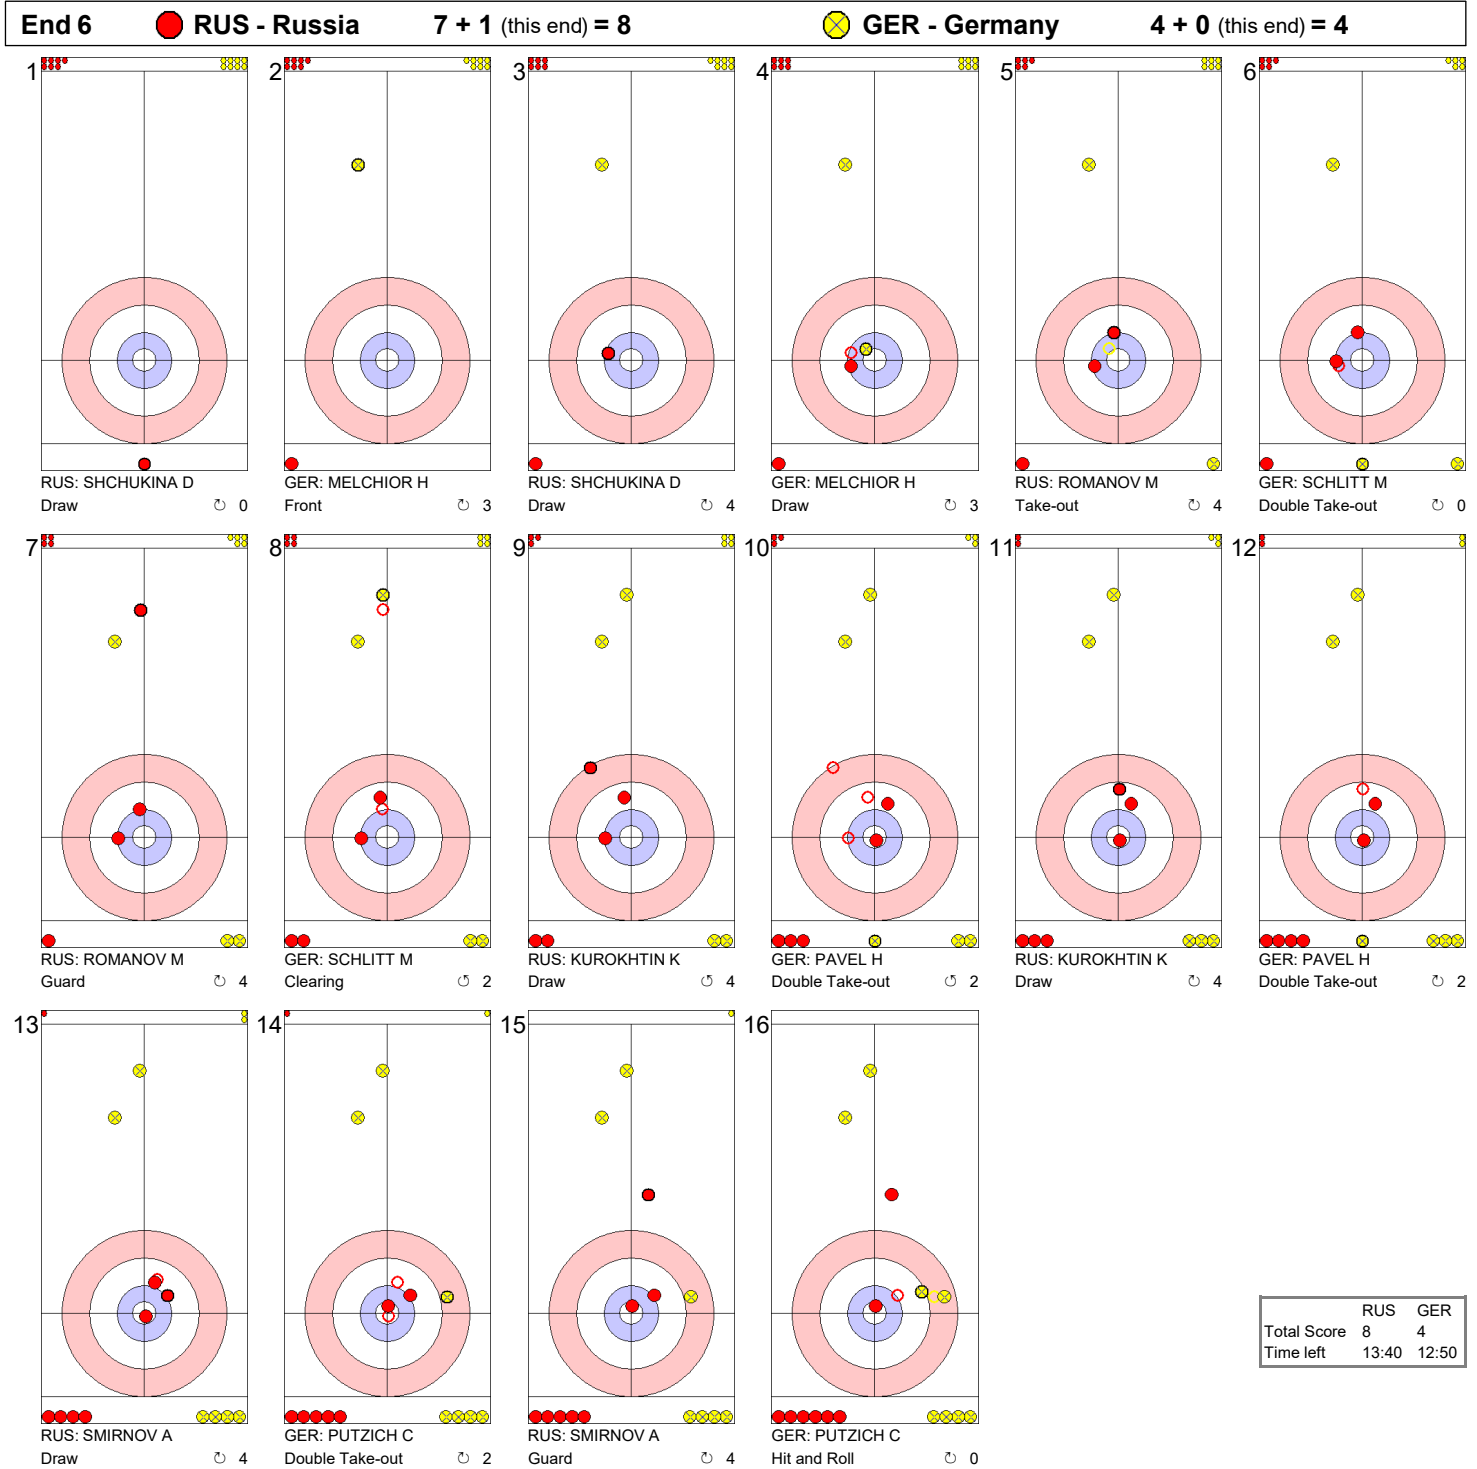 End 6 RUS - Russia 7 + 1 (this end) = 8 GER - Germany 4 + 0 (this end) = 4
1 2 3 4 5 6
RUS: SHCHUKINA D GER: MELCHIOR H RUS: SHCHUKINA D GER: MELCHIOR H RUS: ROMANOV M GER: SCHLITT M
Draw ↻ 0 Front ↻ 3 Draw ↻ 4 Draw ↻ 3 Take-out ↻ 4 Double Take-out ↻ 0
7 8 9 10 11 12
RUS: ROMANOV M GER: SCHLITT M RUS: KUROKHTIN K GER: PAVEL H RUS: KUROKHTIN K GER: PAVEL H
Guard ↻ 4 Clearing ↺ 2 Draw ↺ 4 Double Take-out ↺ 2 Draw ↻ 4 Double Take-out ↻ 2
13 14 15 16
RUS GER
Total Score 8 4
Time left 13:40 12:50
RUS: SMIRNOV A GER: PUTZICH C RUS: SMIRNOV A GER: PUTZICH C
Draw ↻ 4 Double Take-out ↻ 2 Guard ↻ 4 Hit and Roll ↻ 0